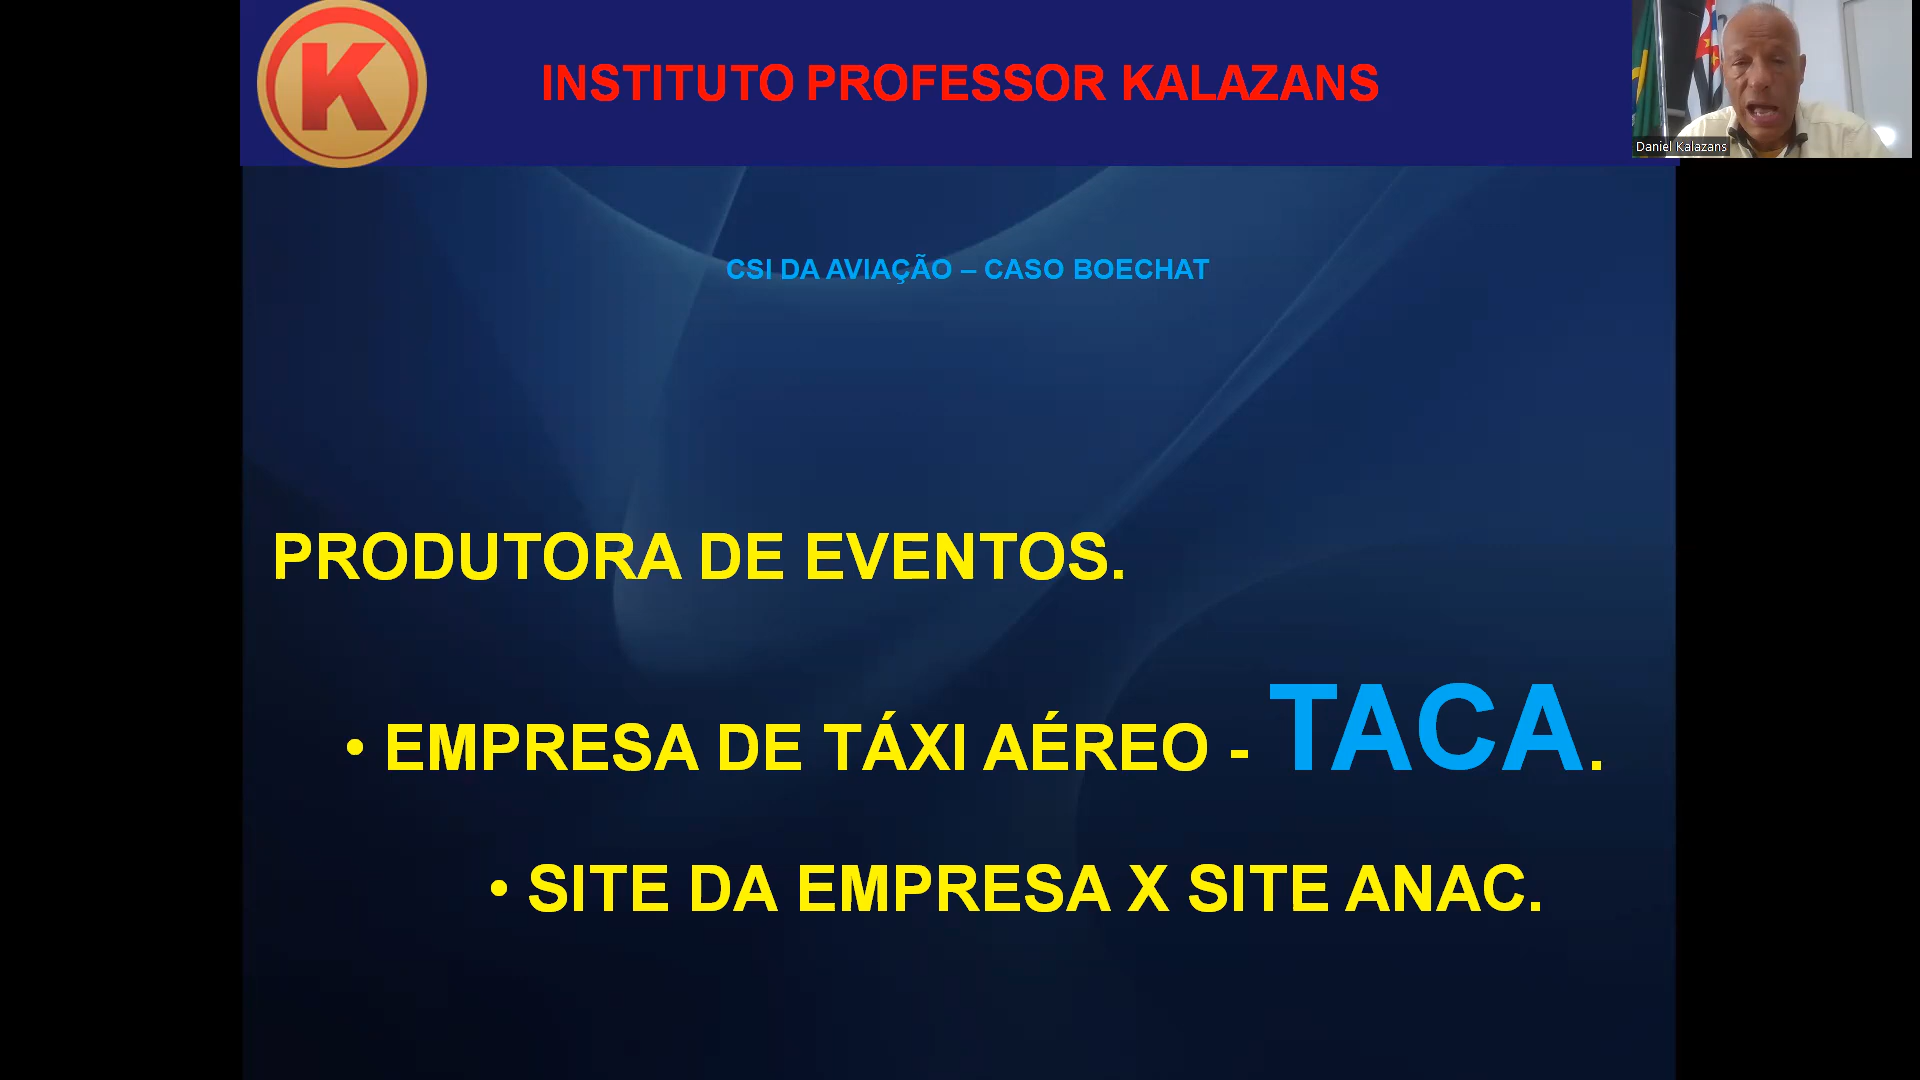 K
INSTITUTO PROFESSOR KALAZANS
Daniel Kalazans
CSI DA AVIAÇÃO – CASO BOECHAT
PRODUTORA DE EVENTOS.
• EMPRESA DE TÁXI AÉREO - TACA.
• SITE DA EMPRESA X SITE ANAC.